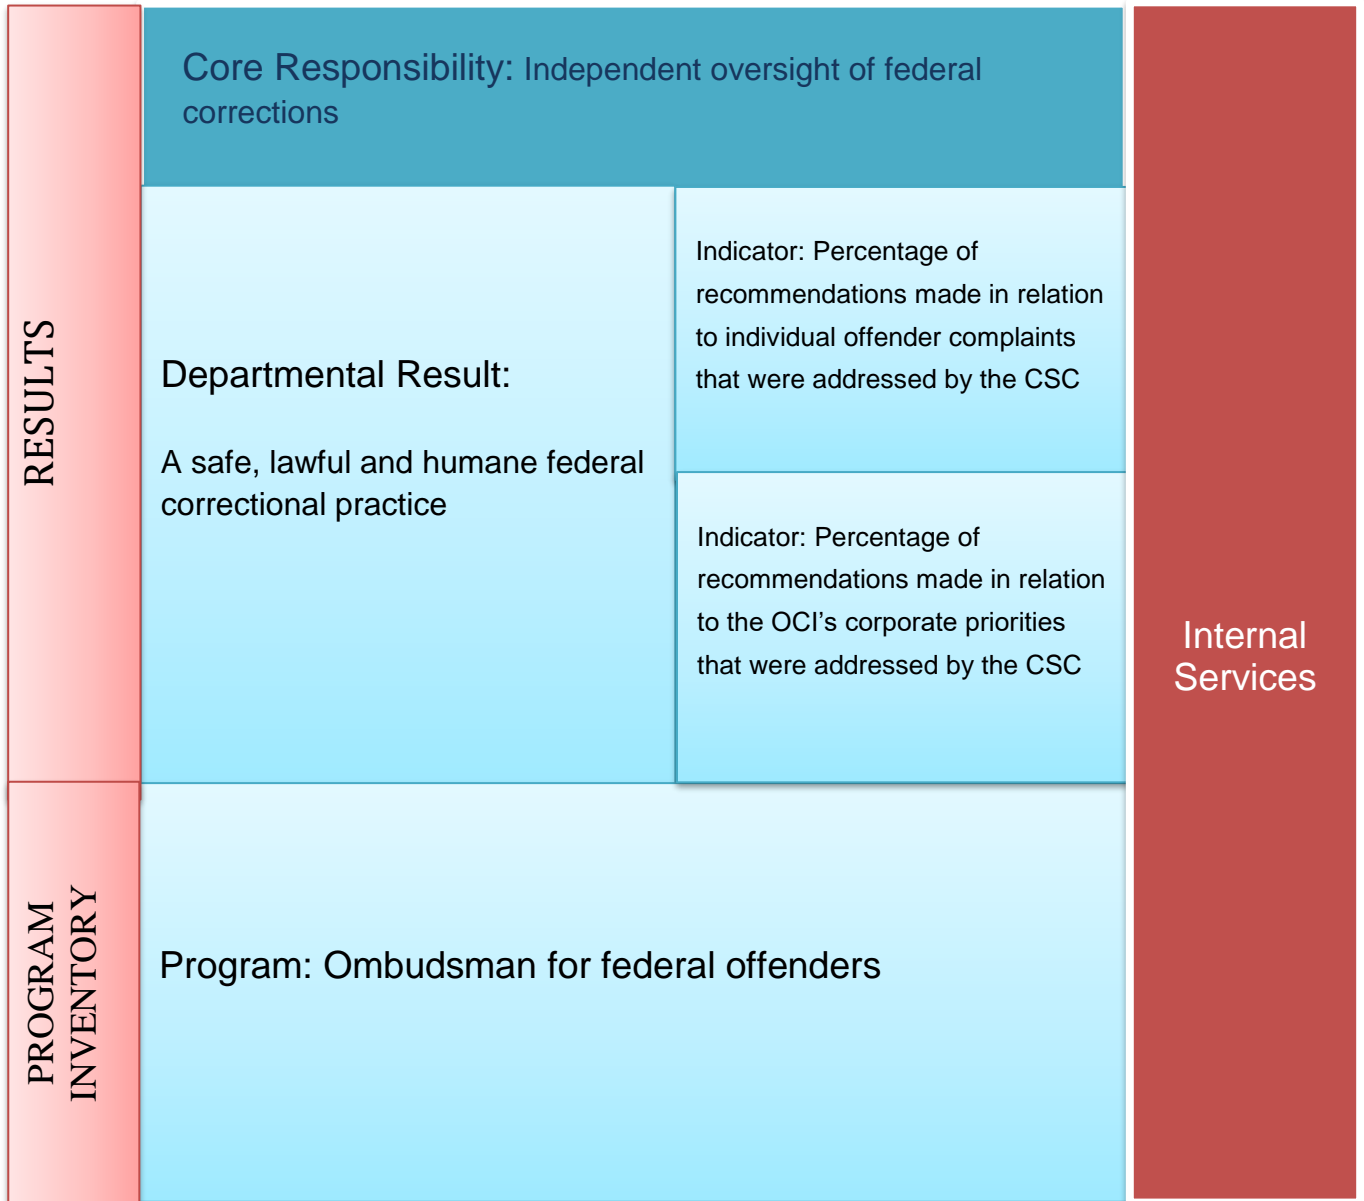 Core Responsibility: Independent oversight of federal
corrections
RESULTS
Departmental Result:
A safe, lawful and humane federal
correctional practice
Indicator: Percentage of
recommendations made in relation
to individual offender complaints
that were addressed by the CSC
Indicator: Percentage of
recommendations made in relation
to the OCI’s corporate priorities
that were addressed by the CSC
Internal
Services
PROGRAM
INVENTORY
Program: Ombudsman for federal offenders